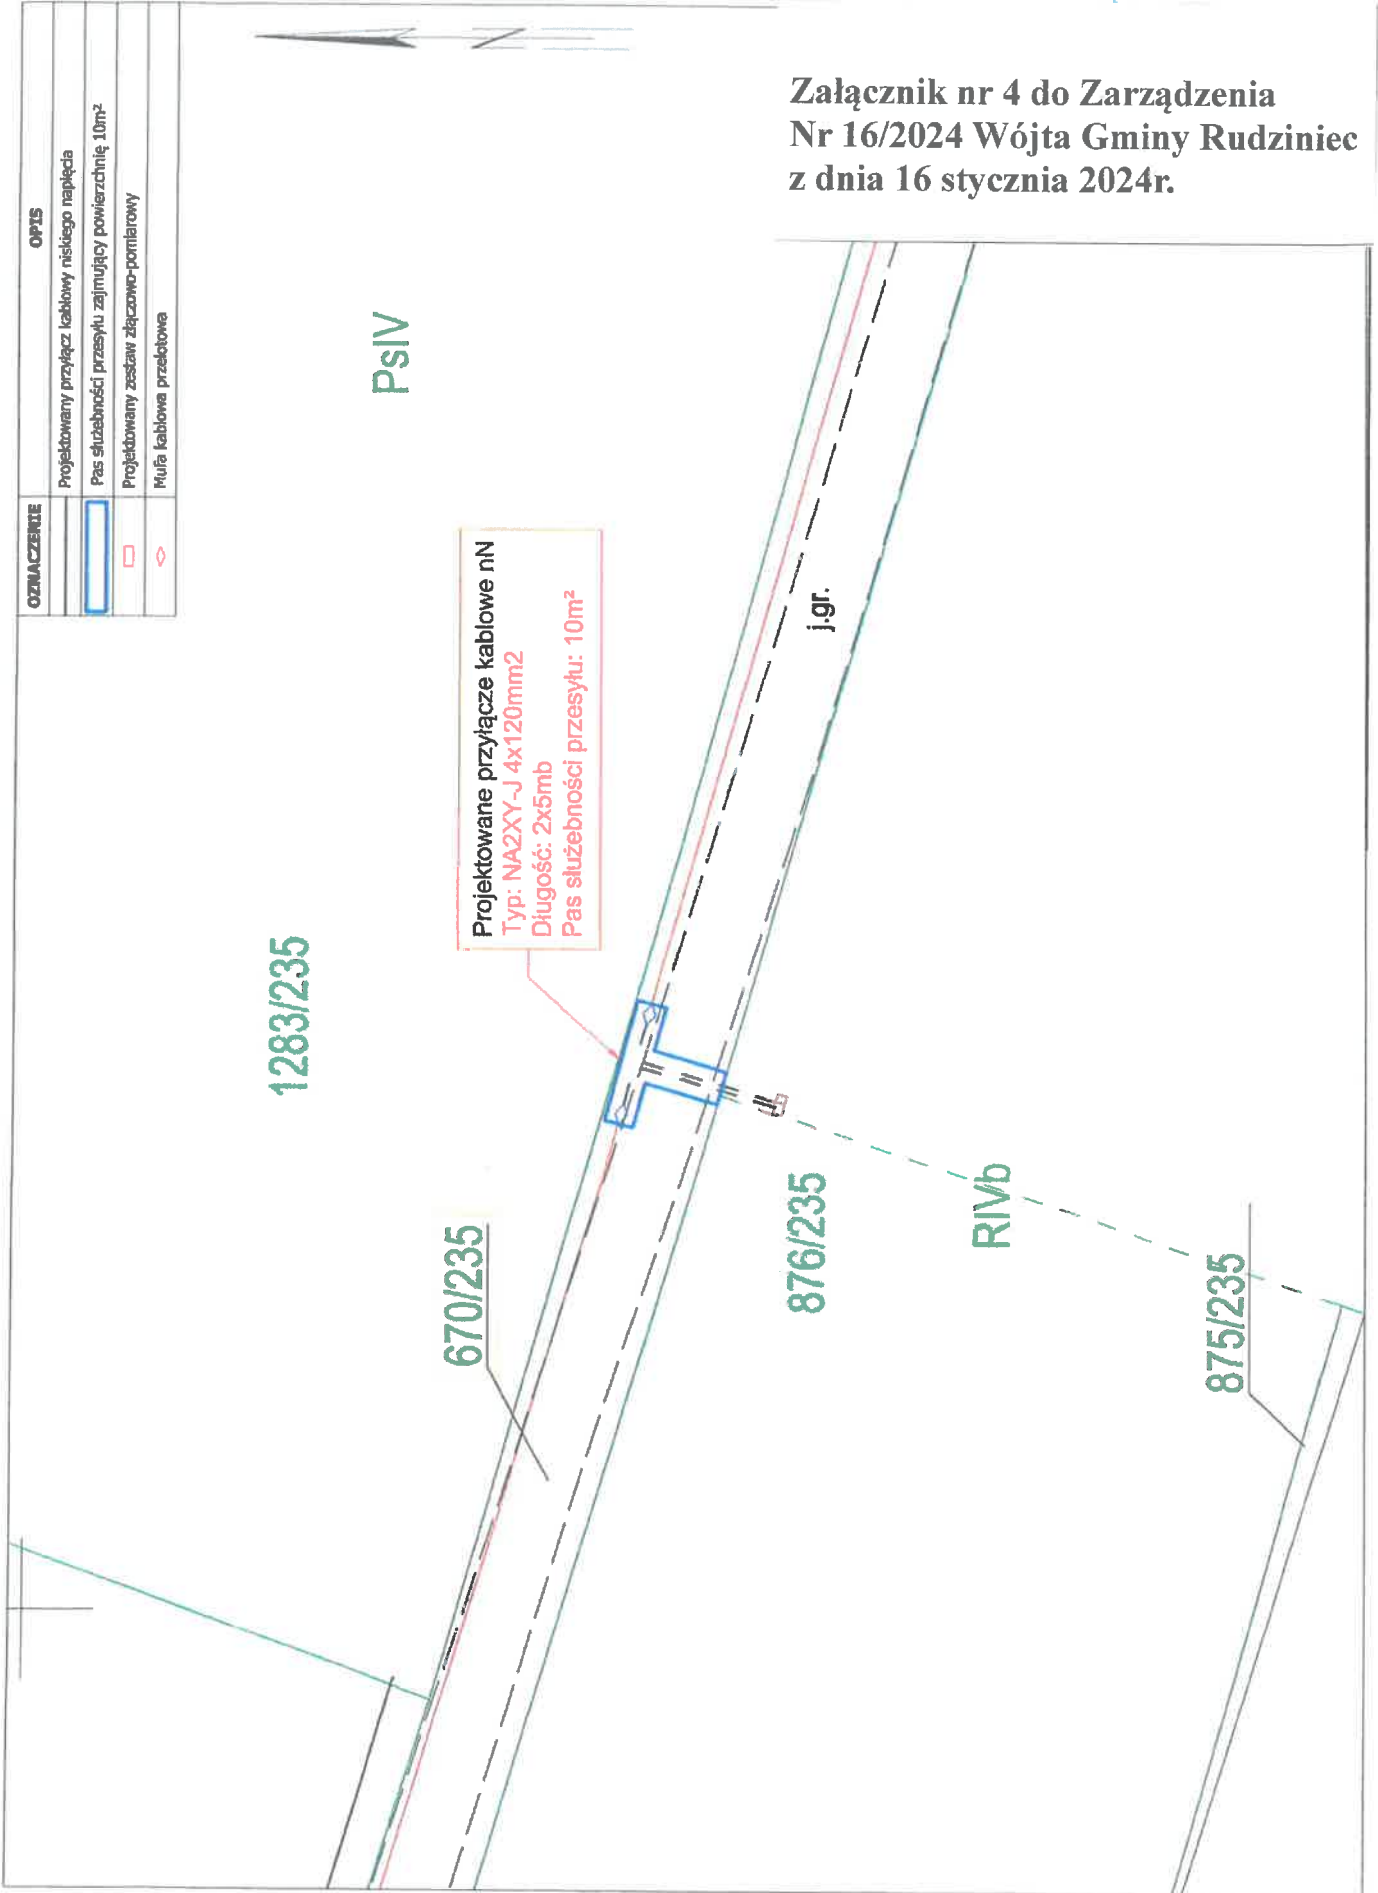 Załącznik nr 4 do Zarządzenia
Nr 16/2024 Wójta Gminy Rudziniec
z dnia 16 stycznia 2024r.
OZNACZENIE OPIS
Projektowany przyłącz kablowy niskiego napięcia
Pas służebności przesyłu zajmujący powierzchnię 10m²
Projektowany zestaw złączowo-pomiarowy
Mufa kablowa przelotowa
N
PsIV
1283/235
Projektowane przyłącze kablowe nN
Typ: NA2XY-J 4x120mm2
Długość: 2x5mb
Pas służebności przesyłu: 10m²
670/235
j.gr.
876/235
RIVb
875/235